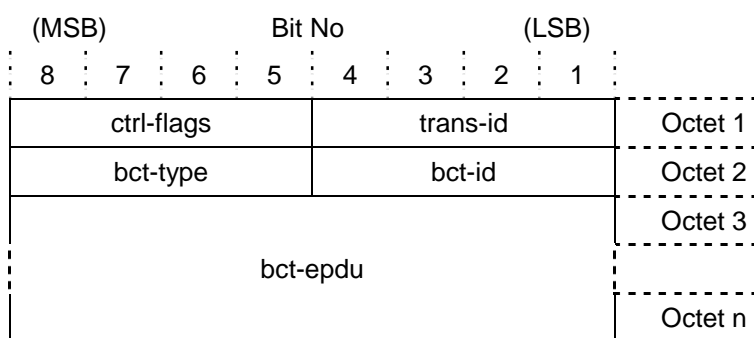 (MSB) Bit No (LSB)
8 7 6 5 4 3 2 1
ctrl-flags trans-id Octet 1
bct-type bct-id Octet 2
Octet 3
bct-epdu
Octet n